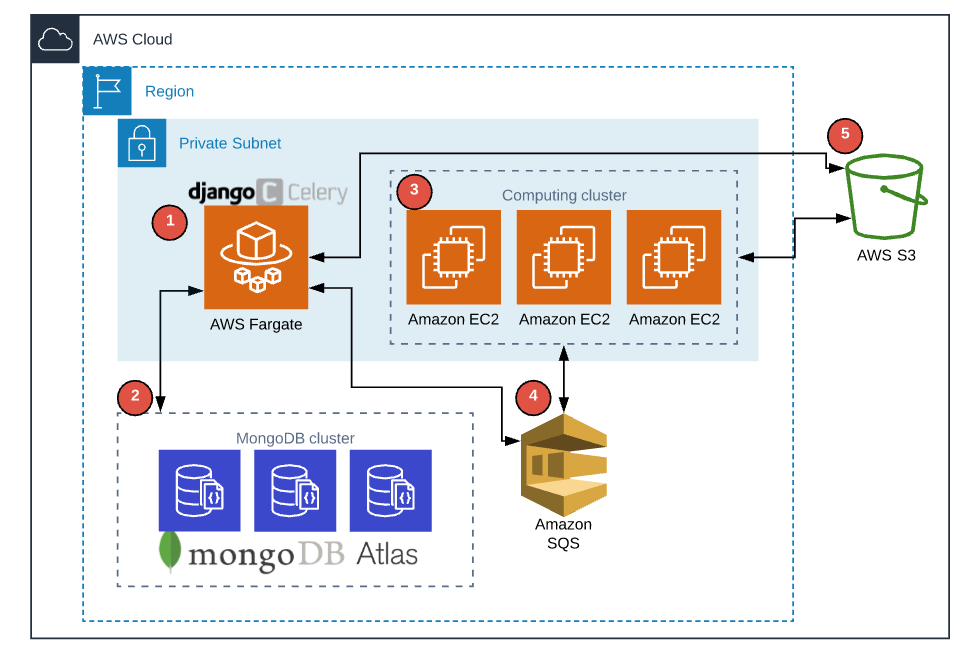 AWS Cloud
Region
Private Subnet
django C Celery
1
AWS Fargate
3
Computing cluster
Amazon EC2
Amazon EC2
Amazon EC2
5
AWS S3
2
MongoDB cluster
{}
{}
{}
mongoDB Atlas
4
Amazon
SQS